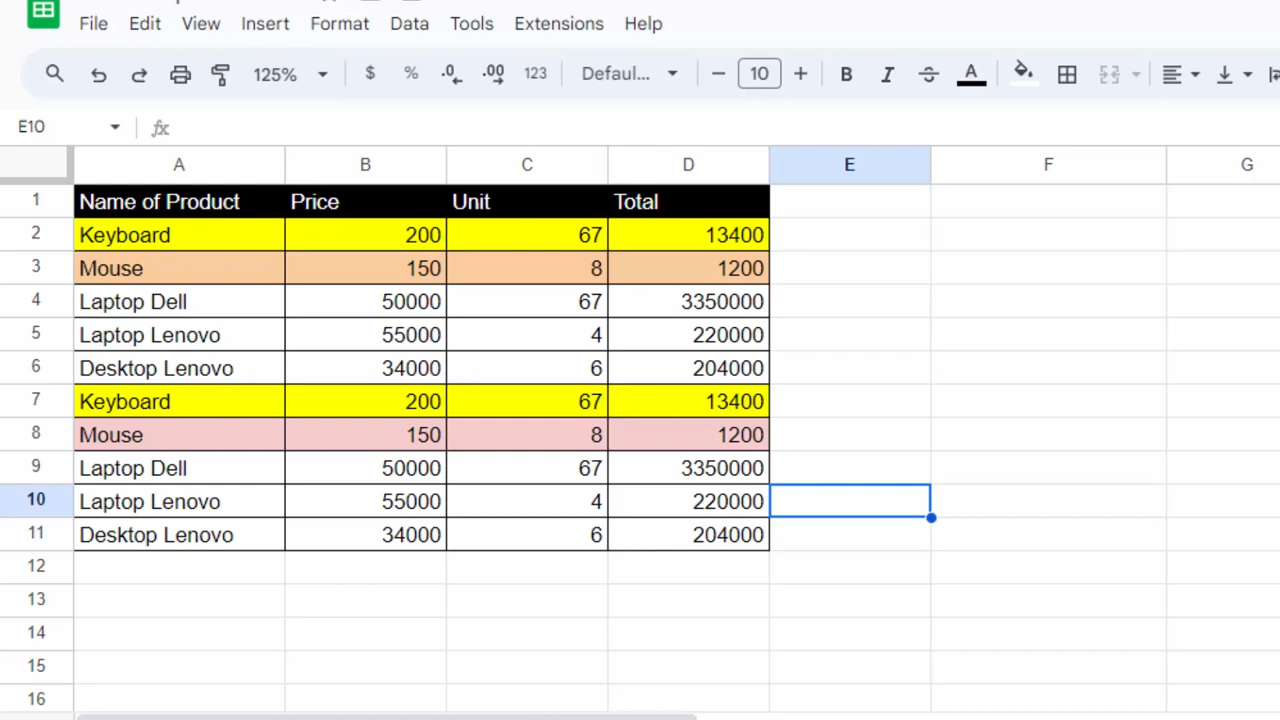 File Edit View Insert Format Data Tools Extensions Help
125% $ % .0 .00 123 Defaul... 10 B I S A
E10 fx
A B C D E F G
1 Name of Product Price Unit Total
2 Keyboard 200 67 13400
3 Mouse 150 8 1200
4 Laptop Dell 50000 67 3350000
5 Laptop Lenovo 55000 4 220000
6 Desktop Lenovo 34000 6 204000
7 Keyboard 200 67 13400
8 Mouse 150 8 1200
9 Laptop Dell 50000 67 3350000
10 Laptop Lenovo 55000 4 220000
11 Desktop Lenovo 34000 6 204000
12
13
14
15
16